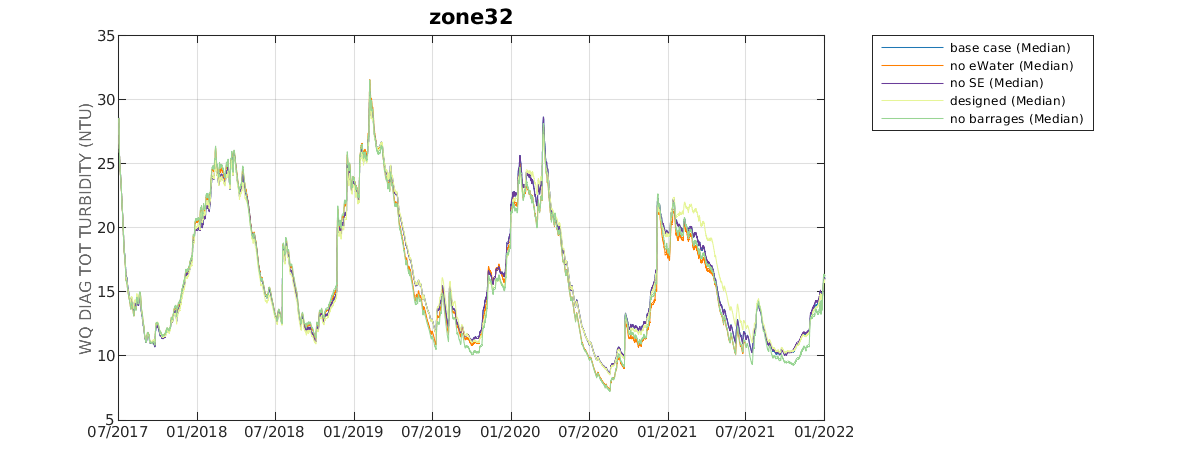 zone32
WQ DIAG TOT TURBIDITY (NTU)
35
30
25
20
15
10
5
07/2017 01/2018 07/2018 01/2019 07/2019 01/2020 07/2020 01/2021 07/2021 01/2022
base case (Median)
no eWater (Median)
no SE (Median)
designed (Median)
no barrages (Median)